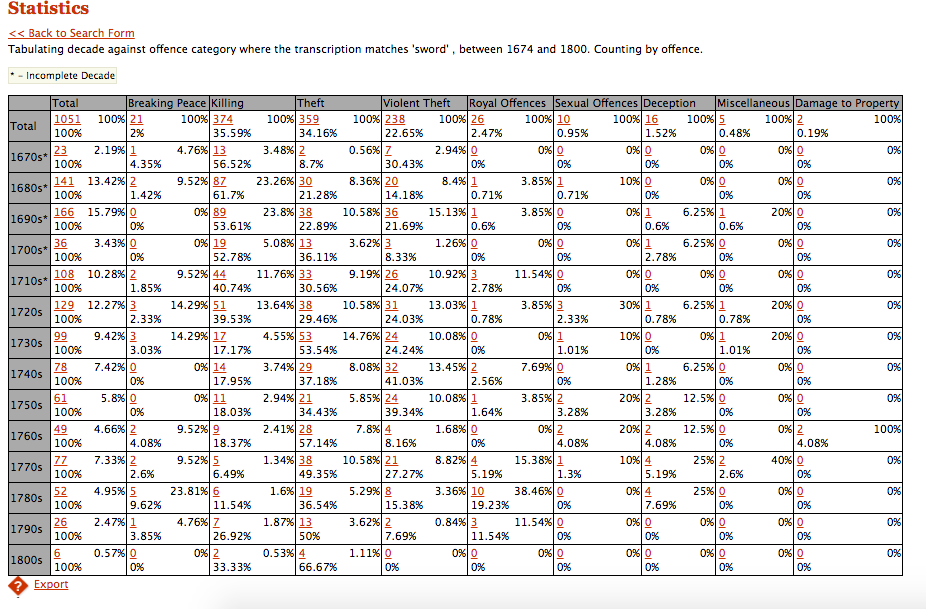 Statistics
<< Back to Search Form
Tabulating decade against offence category where the transcription matches 'sword' , between 1674 and 1800. Counting by offence.
* - Incomplete Decade
Total Breaking Peace Killing Theft Violent Theft Royal Offences Sexual Offences Deception Miscellaneous Damage to Property
Total 1051 100% 21 100% 374 100% 359 100% 238 100% 26 100% 10 100% 16 100% 5 100% 2 100%
100% 2% 35.59% 34.16% 22.65% 2.47% 0.95% 1.52% 0.48% 0.19%
1670s* 23 2.19% 1 4.76% 13 3.48% 2 0.56% 7 2.94% 0 0% 0 0% 0 0% 0 0% 0 0%
100% 4.35% 56.52% 8.7% 30.43% 0% 0% 0% 0% 0%
1680s* 141 13.42% 2 9.52% 87 23.26% 30 8.36% 20 8.4% 1 3.85% 1 10% 0 0% 0 0% 0 0%
100% 1.42% 61.7% 21.28% 14.18% 0.71% 0.71% 0% 0% 0%
1690s* 166 15.79% 0 0% 89 23.8% 38 10.58% 36 15.13% 1 3.85% 0 0% 1 6.25% 1 20% 0 0%
100% 0% 53.61% 22.89% 21.69% 0.6% 0% 0.6% 0.6% 0%
1700s* 36 3.43% 0 0% 19 5.08% 13 3.62% 3 1.26% 0 0% 0 0% 1 6.25% 0 0% 0 0%
100% 0% 52.78% 36.11% 8.33% 0% 0% 2.78% 0% 0%
1710s* 108 10.28% 2 9.52% 44 11.76% 33 9.19% 26 10.92% 3 11.54% 0 0% 0 0% 0 0% 0 0%
100% 1.85% 40.74% 30.56% 24.07% 2.78% 0% 0% 0% 0%
1720s 129 12.27% 3 14.29% 51 13.64% 38 10.58% 31 13.03% 1 3.85% 3 30% 1 6.25% 1 20% 0 0%
100% 2.33% 39.53% 29.46% 24.03% 0.78% 2.33% 0.78% 0.78% 0%
1730s 99 9.42% 3 14.29% 17 4.55% 53 14.76% 24 10.08% 0 0% 1 10% 0 0% 1 20% 0 0%
100% 3.03% 17.17% 53.54% 24.24% 0% 1.01% 0% 1.01% 0%
1740s 78 7.42% 0 0% 14 3.74% 29 8.08% 32 13.45% 2 7.69% 0 0% 1 6.25% 0 0% 0 0%
100% 0% 17.95% 37.18% 41.03% 2.56% 0% 1.28% 0% 0%
1750s 61 5.8% 0 0% 11 2.94% 21 5.85% 24 10.08% 1 3.85% 2 20% 2 12.5% 0 0% 0 0%
100% 0% 18.03% 34.43% 39.34% 1.64% 3.28% 3.28% 0% 0%
1760s 49 4.66% 2 9.52% 9 2.41% 28 7.8% 4 1.68% 0 0% 2 20% 2 12.5% 0 0% 2 100%
100% 4.08% 18.37% 57.14% 8.16% 0% 4.08% 4.08% 0% 4.08%
1770s 77 7.33% 2 9.52% 5 1.34% 38 10.58% 21 8.82% 4 15.38% 1 10% 4 25% 2 40% 0 0%
100% 2.6% 6.49% 49.35% 27.27% 5.19% 1.3% 5.19% 2.6% 0%
1780s 52 4.95% 5 23.81% 6 1.6% 19 5.29% 8 3.36% 10 38.46% 0 0% 4 25% 0 0% 0 0%
100% 9.62% 11.54% 36.54% 15.38% 19.23% 0% 7.69% 0% 0%
1790s 26 2.47% 1 4.76% 7 1.87% 13 3.62% 2 0.84% 3 11.54% 0 0% 0 0% 0 0% 0 0%
100% 3.85% 26.92% 50% 7.69% 11.54% 0% 0% 0% 0%
1800s 6 0.57% 0 0% 2 0.53% 4 1.11% 0 0% 0 0% 0 0% 0 0% 0 0% 0 0%
100% 0% 33.33% 66.67% 0% 0% 0% 0% 0% 0%
? Export